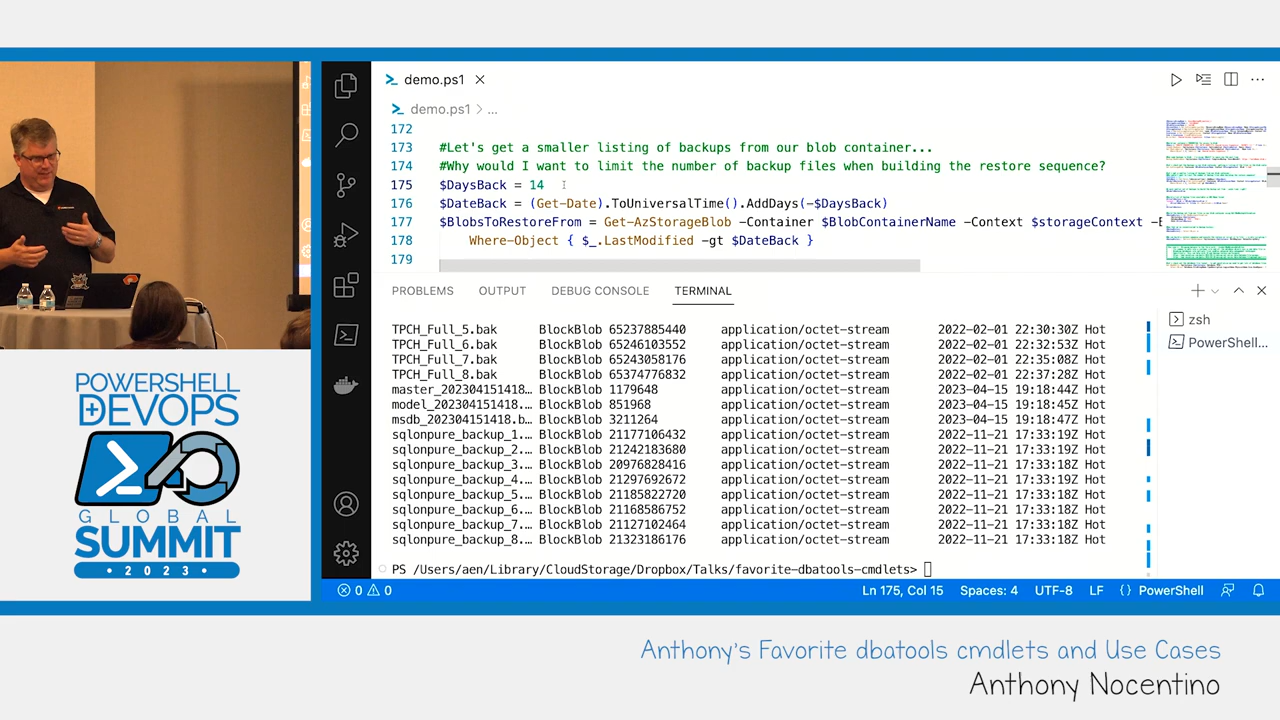 demo.ps1
demo.ps1 > ...
172
173 #Let's get a smaller listing of backups from our blob container...
174 #Why do we want to limit the number of files read when building the restore sequence?
175 $DaysBack = 14
(Get-Date).ToUniversalTime().AddDays(-$DaysBack)
Get-AzStorageBlob -Container $BlobContainerName -Context $storageContext
178 Where-Object { $_.LastModified -gt $DateBack }
179
PROBLEMS OUTPUT DEBUG CONSOLE TERMINAL
zsh
PowerShell...
TPCH_Full_5.bak BlockBlob 65237885440 application/octet-stream 2022-02-01 22:30:30Z Hot
TPCH_Full_6.bak BlockBlob 65246103552 application/octet-stream 2022-02-01 22:32:53Z Hot
TPCH_Full_7.bak BlockBlob 65243058176 application/octet-stream 2022-02-01 22:35:08Z Hot
TPCH_Full_8.bak BlockBlob 65374776832 application/octet-stream 2022-02-01 22:37:28Z Hot
master_202304151418... BlockBlob 1179648 application/octet-stream 2023-04-15 19:18:44Z Hot
model_202304151418.... BlockBlob 851968 application/octet-stream 2023-04-15 19:18:45Z Hot
msdb_202304151418.b... BlockBlob 3211264 application/octet-stream 2023-04-15 19:18:47Z Hot
sqlonpure_backup_1.... BlockBlob 21177106432 application/octet-stream 2022-11-21 17:33:19Z Hot
sqlonpure_backup_2.... BlockBlob 21242183680 application/octet-stream 2022-11-21 17:33:19Z Hot
sqlonpure_backup_3.... BlockBlob 20976828416 application/octet-stream 2022-11-21 17:33:18Z Hot
sqlonpure_backup_4.... BlockBlob 21297692672 application/octet-stream 2022-11-21 17:33:19Z Hot
sqlonpure_backup_5.... BlockBlob 21185822720 application/octet-stream 2022-11-21 17:33:18Z Hot
sqlonpure_backup_6.... BlockBlob 21168586752 application/octet-stream 2022-11-21 17:33:18Z Hot
sqlonpure_backup_7.... BlockBlob 21127102464 application/octet-stream 2022-11-21 17:33:18Z Hot
sqlonpure_backup_8.... BlockBlob 21323186176 application/octet-stream 2022-11-21 17:33:18Z Hot
PS /Users/aen/Library/CloudStorage/Dropbox/Talks/favorite-dbatools-cmdlets>
0 0 Ln 175, Col 15 Spaces: 4 UTF-8 LF {} PowerShell
POWERSHELL
+DEVOPS
GLOBAL
SUMMIT
• 2023 •
Anthony's Favorite dbatools cmdlets and Use Cases
Anthony Nocentino